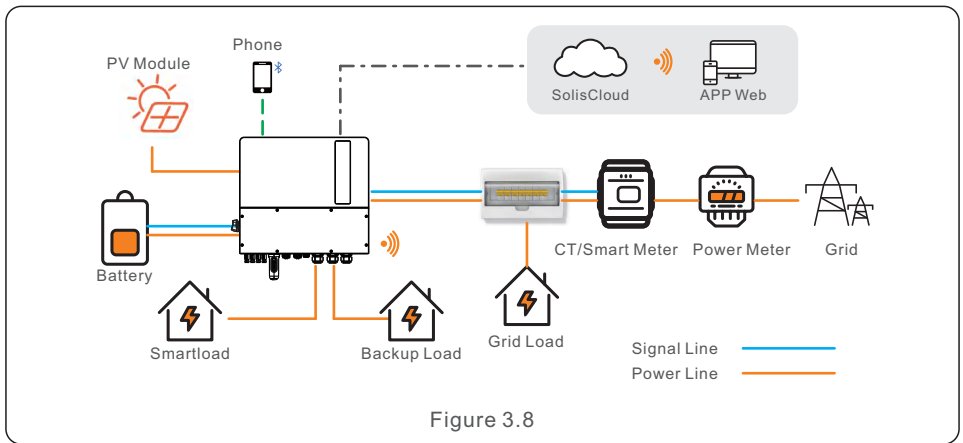 Phone
PV Module
SolisCloud
APP Web
CT/Smart Meter
Power Meter
Grid
Battery
Smartload
Backup Load
Grid Load
Signal Line
Power Line
Figure 3.8